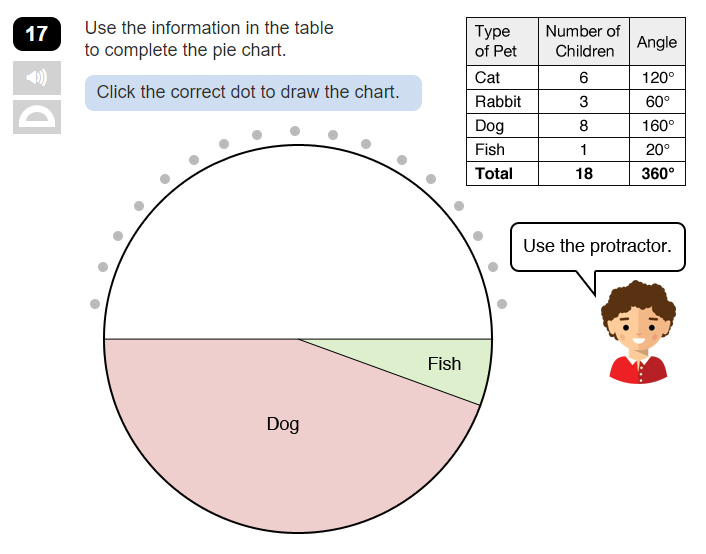 17
Use the information in the table
to complete the pie chart.
Click the correct dot to draw the chart.
Type of Pet Number of Children Angle
Cat 6 120°
Rabbit 3 60°
Dog 8 160°
Fish 1 20°
Total 18 360°
Use the protractor.
Fish
Dog